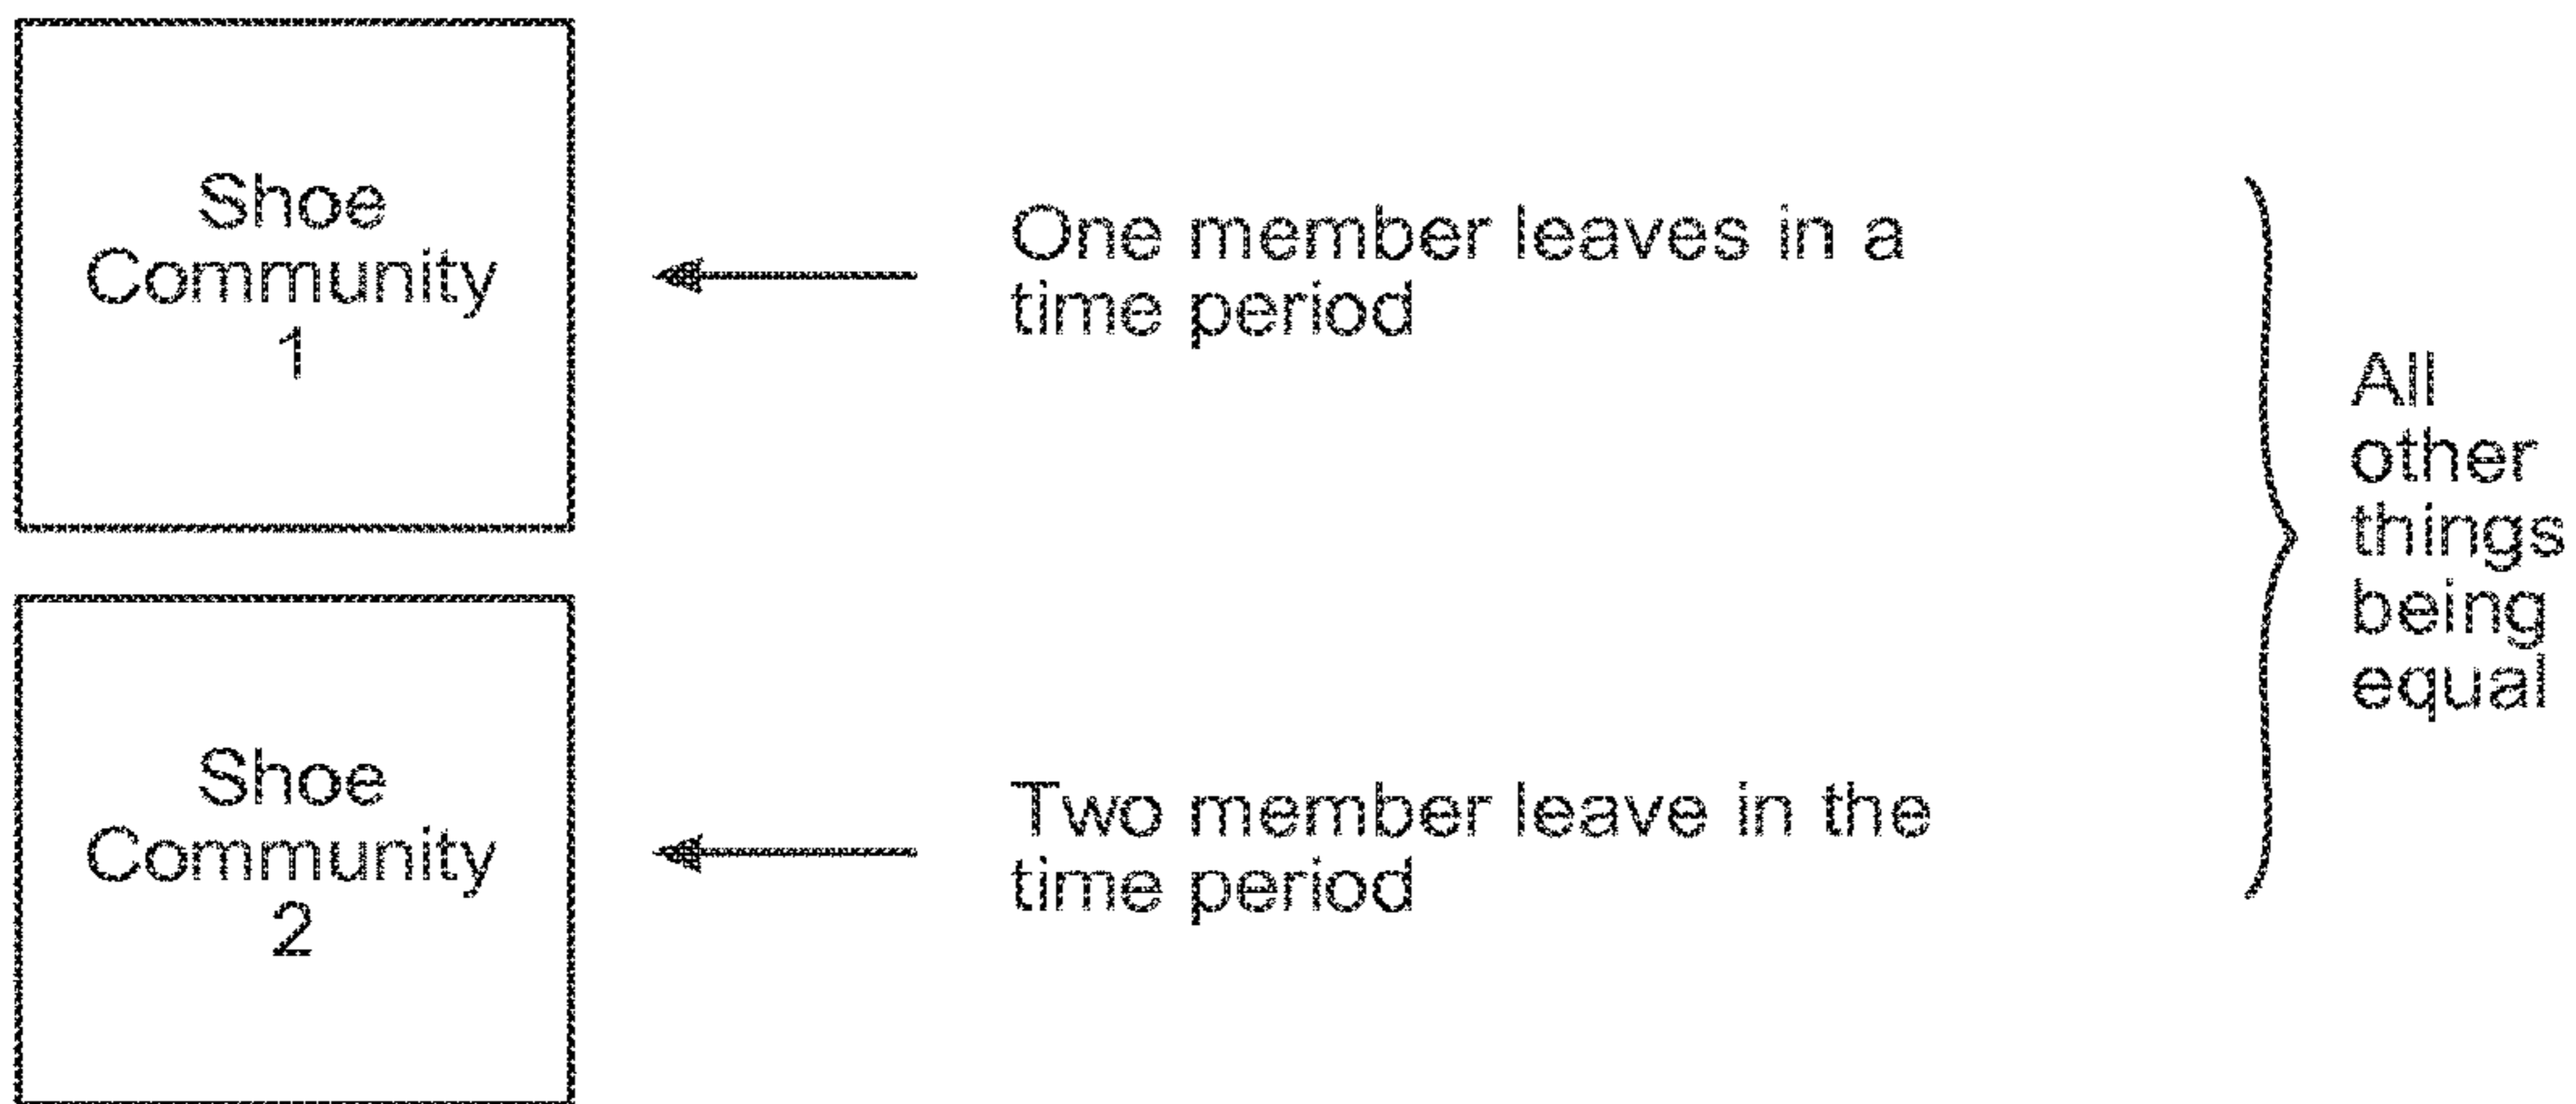 Shoe
Community
1
One member leaves in a
time period
Shoe
Community
2
Two member leave in the
time period
All
other
things
being
equal